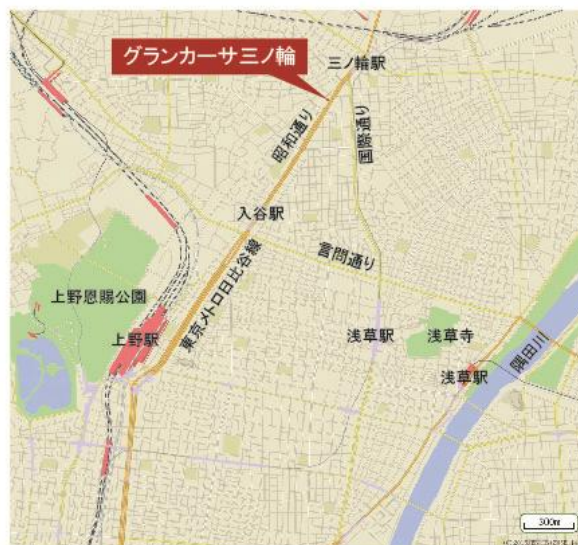 グランカーサ三ノ輪
三ノ輪駅
昭和通り
国際通り
入谷駅
言問通り
東京メトロ日比谷線
上野恩賜公園
上野駅
浅草駅
浅草寺
浅草駅
隅田川
300m